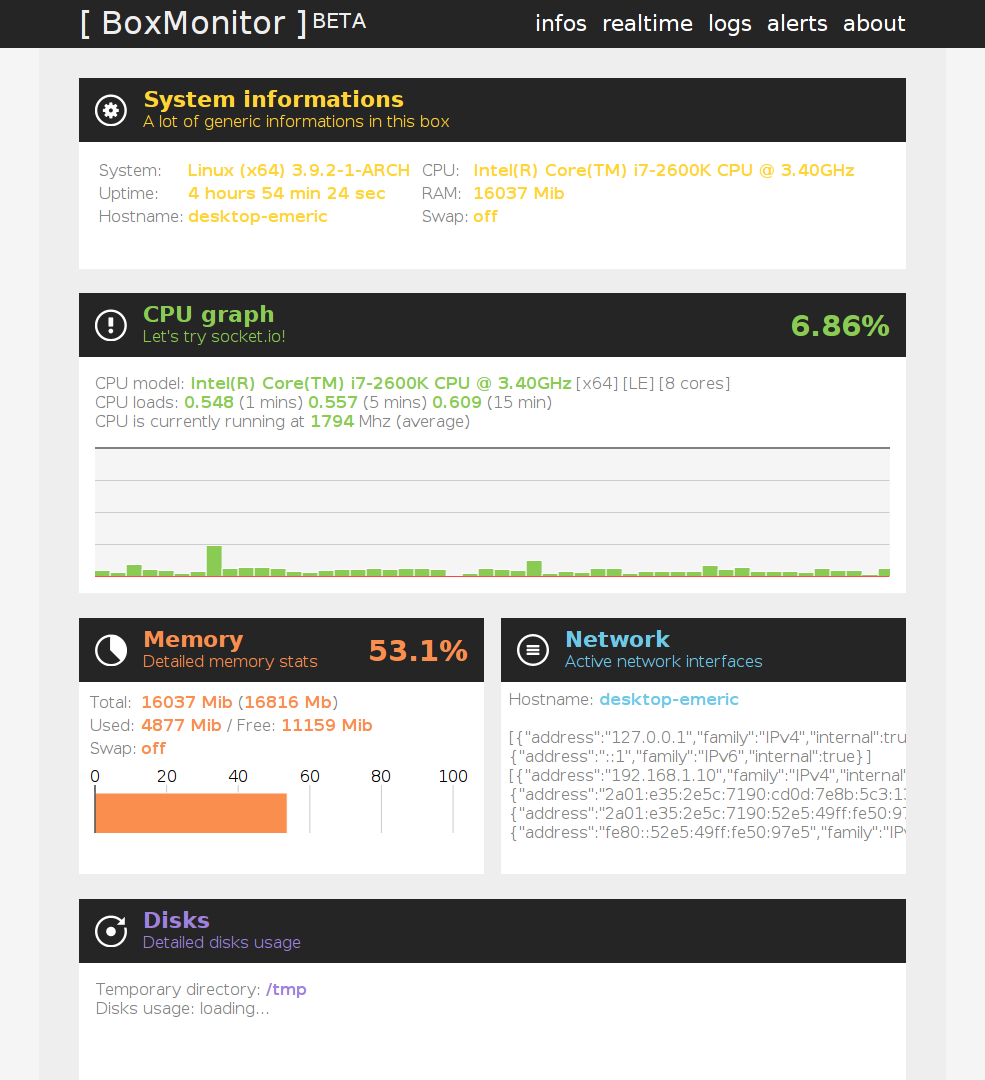 [ BoxMonitor ] BETA
infos realtime logs alerts about
System informations
A lot of generic informations in this box
System: Linux (x64) 3.9.2-1-ARCH CPU: Intel(R) Core(TM) i7-2600K CPU @ 3.40GHz
Uptime: 4 hours 54 min 24 sec RAM: 16037 Mib
Hostname: desktop-emeric Swap: off
CPU graph
Let's try socket.io!
6.86%
CPU model: Intel(R) Core(TM) i7-2600K CPU @ 3.40GHz [x64] [LE] [8 cores]
CPU loads: 0.548 (1 mins) 0.557 (5 mins) 0.609 (15 min)
CPU is currently running at 1794 Mhz (average)
Memory
Detailed memory stats
53.1%
Total: 16037 Mib (16816 Mb)
Used: 4877 Mib / Free: 11159 Mib
Swap: off
0 20 40 60 80 100
Network
Active network interfaces
Hostname: desktop-emeric
[{"address":"127.0.0.1","family":"IPv4","internal":tru
{"address":"::1","family":"IPv6","internal":true}]
[{"address":"192.168.1.10","family":"IPv4","internal"
{"address":"2a01:e35:2e5c:7190:cd0d:7e8b:5c3:1
{"address":"2a01:e35:2e5c:7190:52e5:49ff:fe50:97
{"address":"fe80::52e5:49ff:fe50:97e5","family":"IP
Disks
Detailed disks usage
Temporary directory: /tmp
Disks usage: loading...